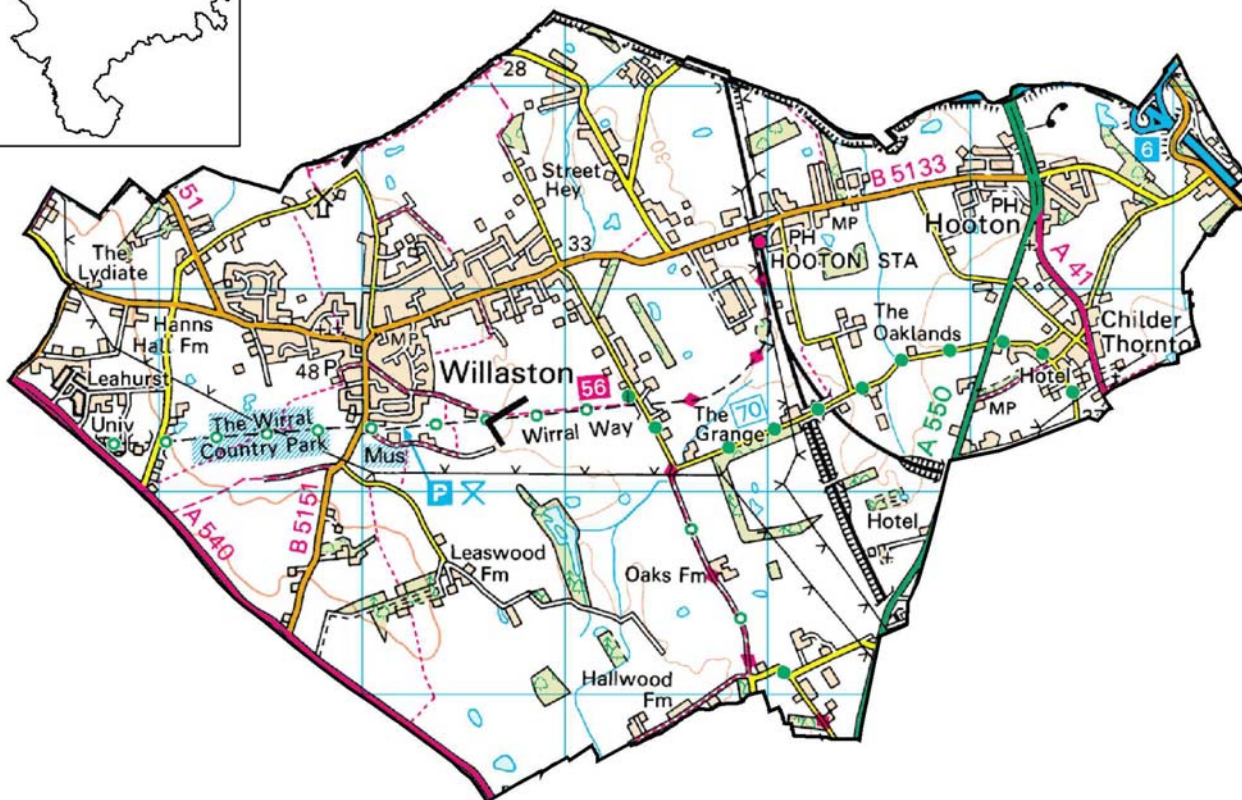 28
6
Street
Hey
B 5133
PH
MP
Hooton
51
The
Lydiate
33
PH
HOOTON STA
A 41
The
Oaklands
Childer
Thornto
Hanns
Hall Fm
MP
48 P
Willaston
56
Leahurst
Univ
The Wirral
Country Park
Mus
Wirral Way
The
Grange
70
Hotel
MP
A 550
P
A 540
B 5151
Hotel
Leaswood
Fm
Oaks Fm
Hallwood
Fm